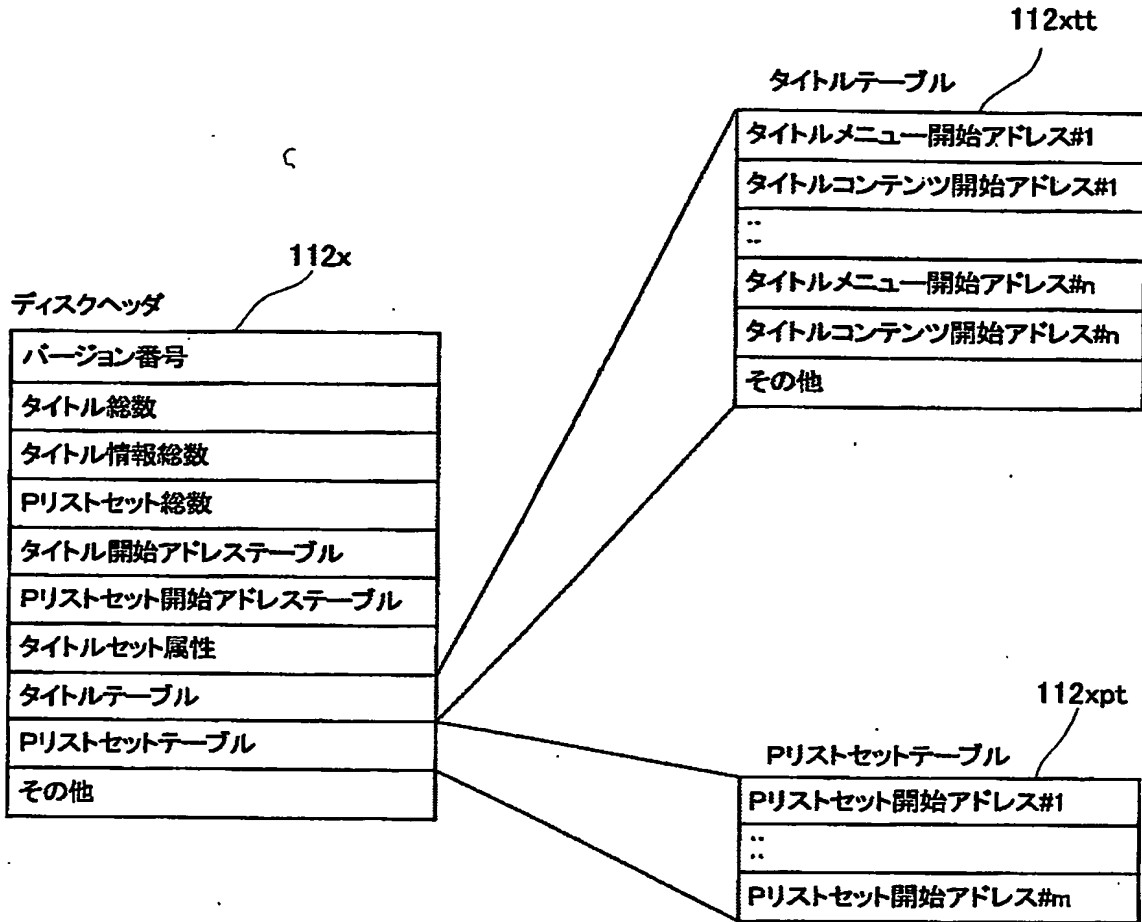 112xtt
タイトルテーブル
タイトルメニュー開始アドレス#1
タイトルコンテンツ開始アドレス#1
:
:
タイトルメニュー開始アドレス#n
タイトルコンテンツ開始アドレス#n
その他
112x
ディスクヘッダ
バージョン番号
タイトル総数
タイトル情報総数
Pリストセット総数
タイトル開始アドレステーブル
Pリストセット開始アドレステーブル
タイトルセット属性
タイトルテーブル
Pリストセットテーブル
その他
112xpt
Pリストセットテーブル
Pリストセット開始アドレス#1
:
:
Pリストセット開始アドレス#m